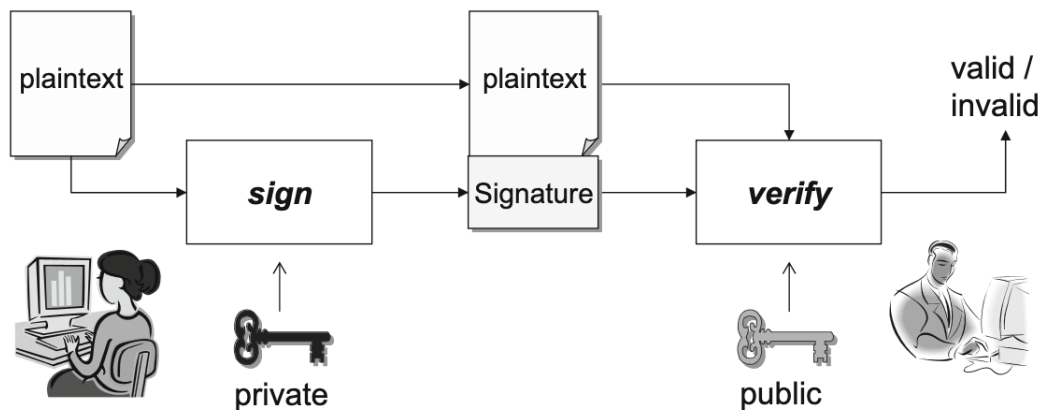 plaintext
plaintext
valid /
invalid
sign
Signature
verify
private
public